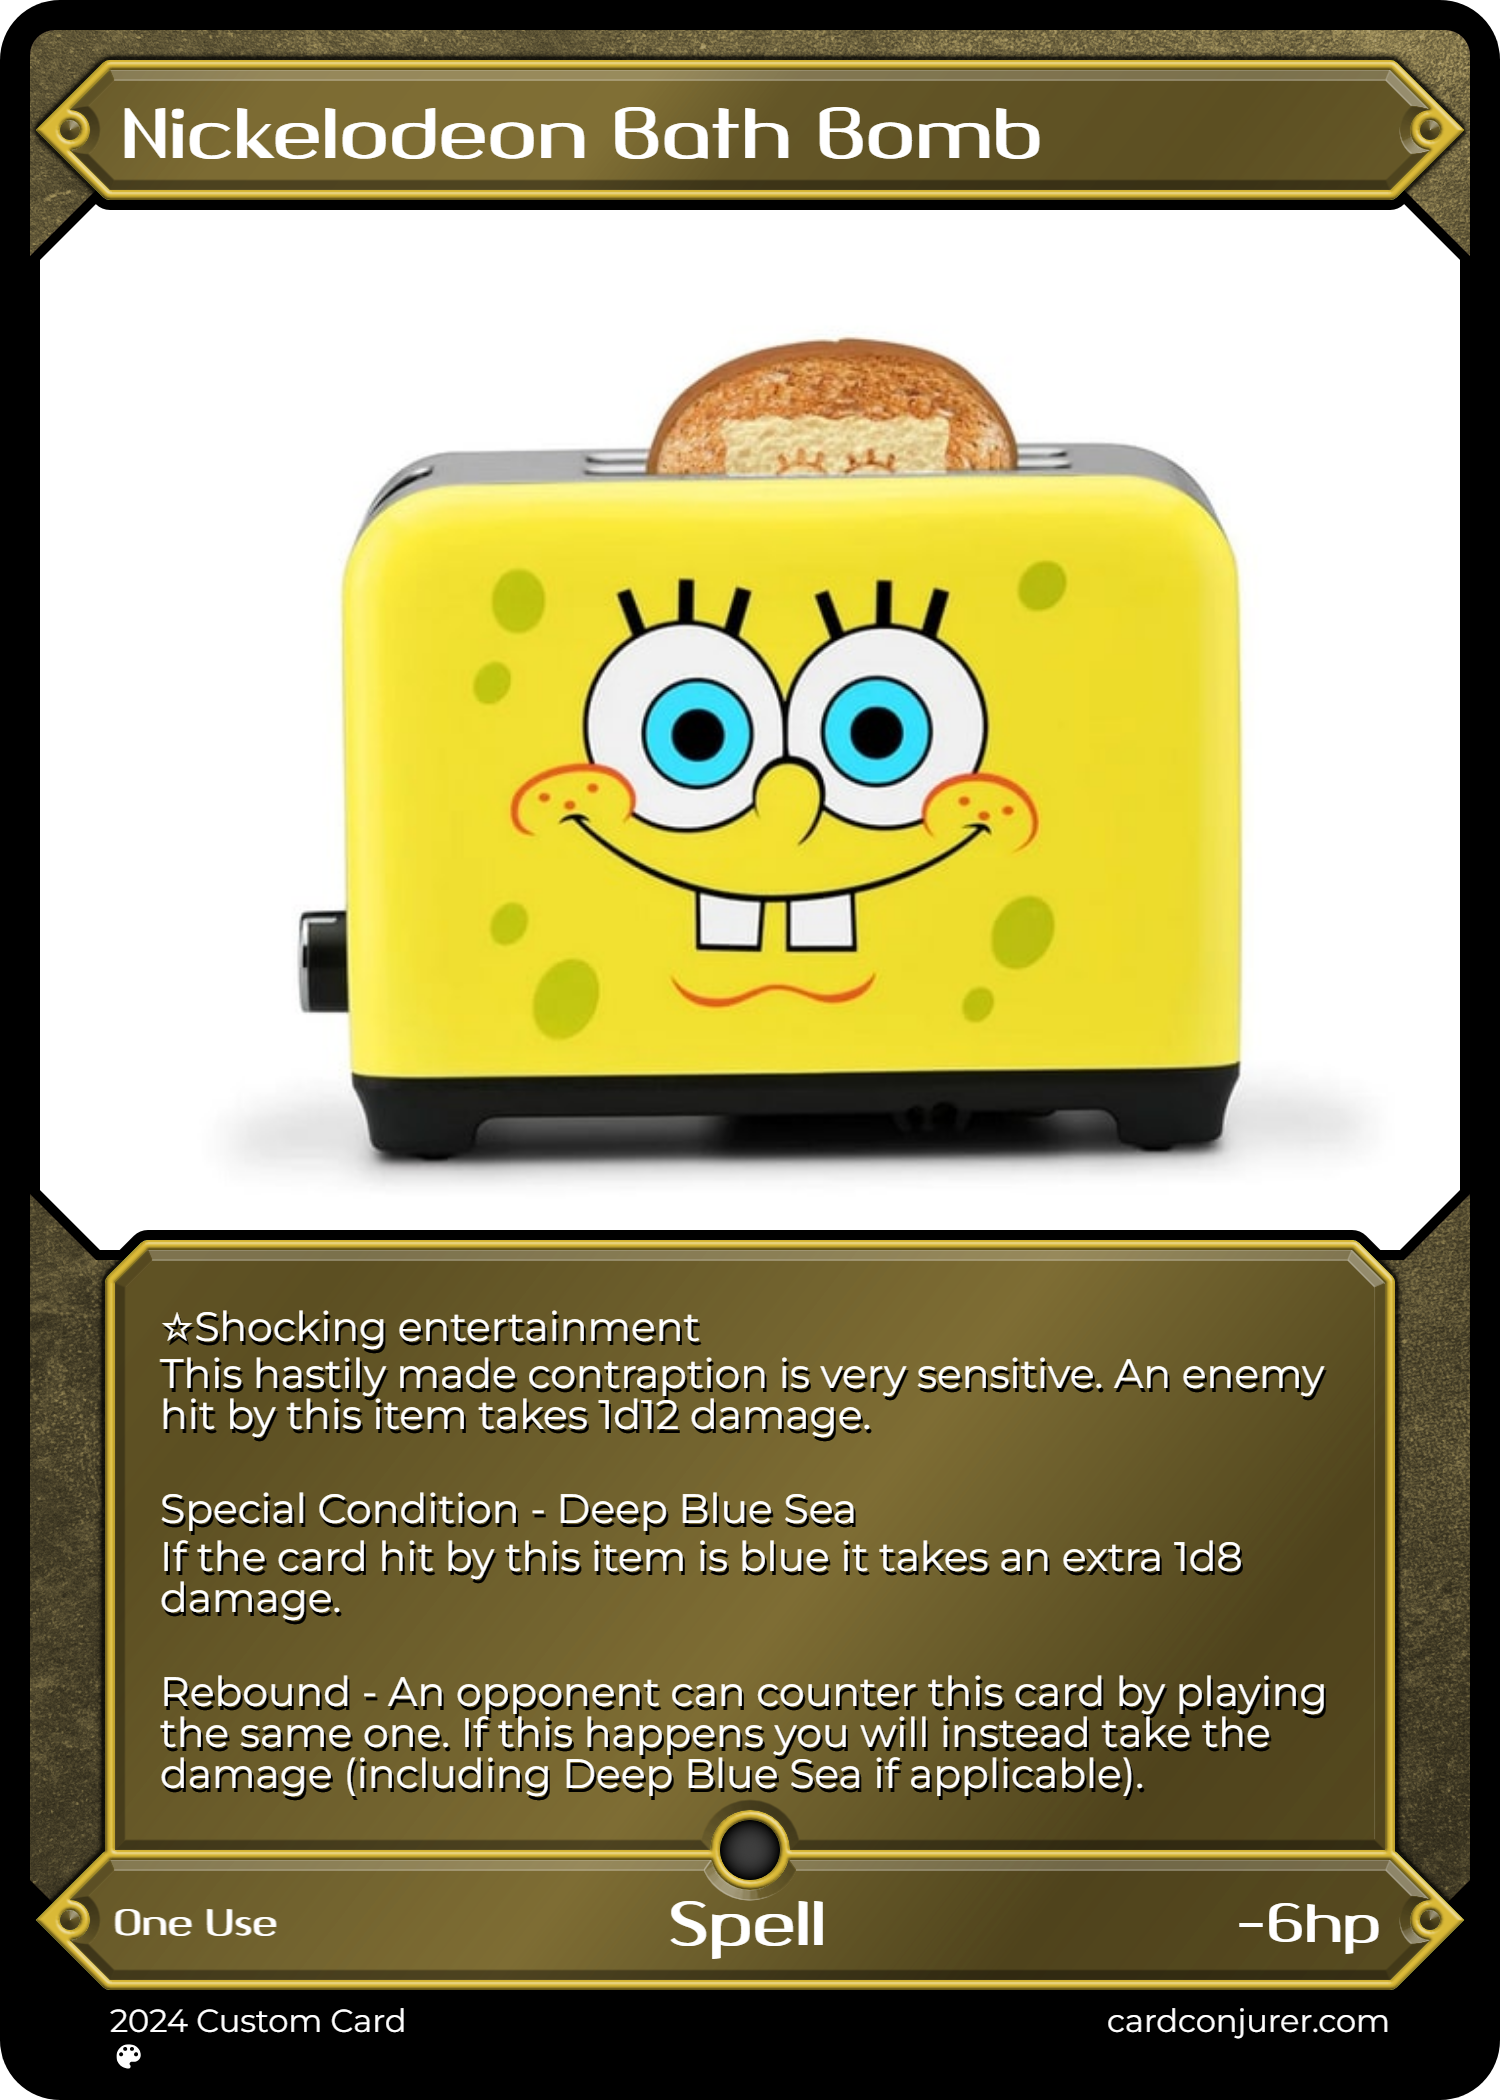 Nickelodeon Bath Bomb
☆Shocking entertainment
This hastily made contraption is very sensitive. An enemy
hit by this item takes 1d12 damage.
Special Condition - Deep Blue Sea
If the card hit by this item is blue it takes an extra 1d8
damage.
Rebound - An opponent can counter this card by playing
the same one. If this happens you will instead take the
damage (including Deep Blue Sea if applicable).
One Use
Spell
-6hp
2024 Custom Card
cardconjurer.com